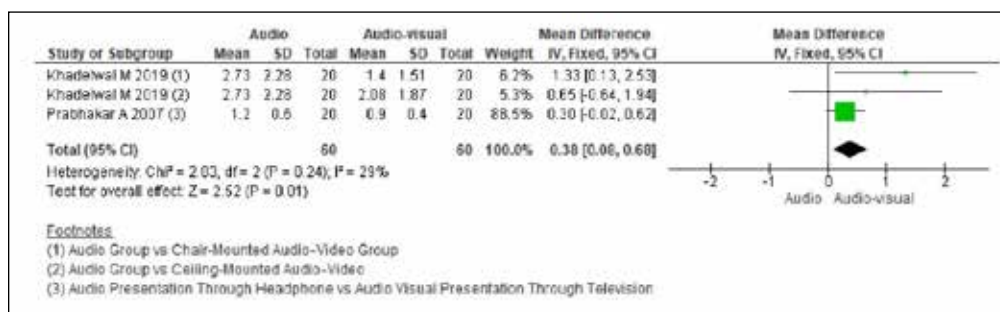 Audio Audio-visual Mean Difference Mean Difference
Study or Subgroup Mean SD Total Mean SD Total Weight IV, Fixed, 95% CI IV, Fixed, 95% CI
Khadelwal M 2019 (1) 2.73 2.28 20 1.4 1.51 20 6.2% 1.33 [0.13, 2.53]
Khadelwal M 2019 (2) 2.73 2.28 20 2.08 1.87 20 5.3% 0.65 [-0.64, 1.94]
Prabhakar A 2007 (3) 1.2 0.6 20 0.9 0.4 20 88.5% 0.30 [-0.02, 0.62]
Total (95% CI) 60 60 100.0% 0.38 [0.08, 0.68]
Heterogeneity: Chi² = 2.83, df = 2 (P = 0.24); I² = 29%
Test for overall effect: Z = 2.52 (P = 0.01)
-2 -1 0 1 2
Audio Audio-visual
Footnotes
(1) Audio Group vs Chair-Mounted Audio-Video Group
(2) Audio Group vs Ceiling-Mounted Audio-Video
(3) Audio Presentation Through Headphone vs Audio Visual Presentation Through Television